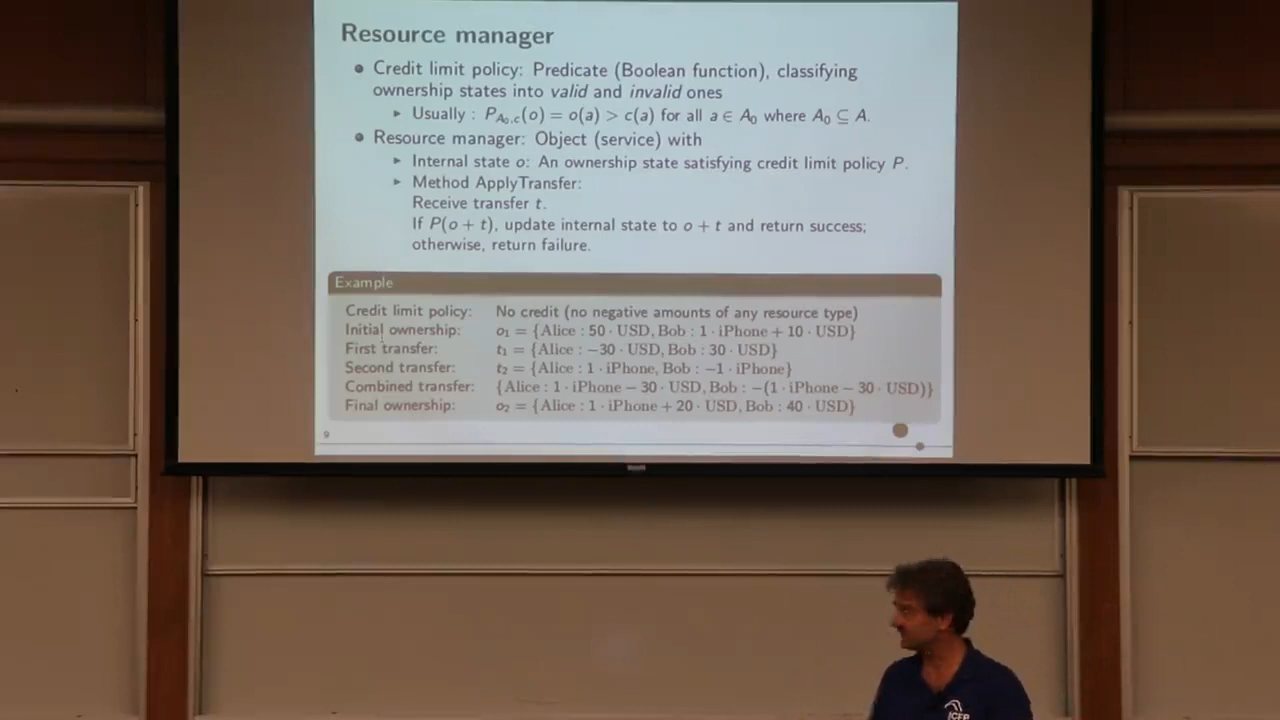 Resource manager
• Credit limit policy: Predicate (Boolean function), classifying
ownership states into valid and invalid ones
▸ Usually : P_{A₀,c}(o) = o(a) > c(a) for all a ∈ A₀ where A₀ ⊆ A.
• Resource manager: Object (service) with
▸ Internal state o: An ownership state satisfying credit limit policy P.
▸ Method ApplyTransfer:
Receive transfer t.
If P(o + t), update internal state to o + t and return success;
otherwise, return failure.
Example
Credit limit policy: No credit (no negative amounts of any resource type)
Initial ownership: o₁ = {Alice : 50 · USD, Bob : 1 · iPhone + 10 · USD}
First transfer: t₁ = {Alice : −30 · USD, Bob : 30 · USD}
Second transfer: t₂ = {Alice : 1 · iPhone, Bob : −1 · iPhone}
Combined transfer: {Alice : 1 · iPhone − 30 · USD, Bob : −(1 · iPhone − 30 · USD)}
Final ownership: o₂ = {Alice : 1 · iPhone + 20 · USD, Bob : 40 · USD}
9
ICFP